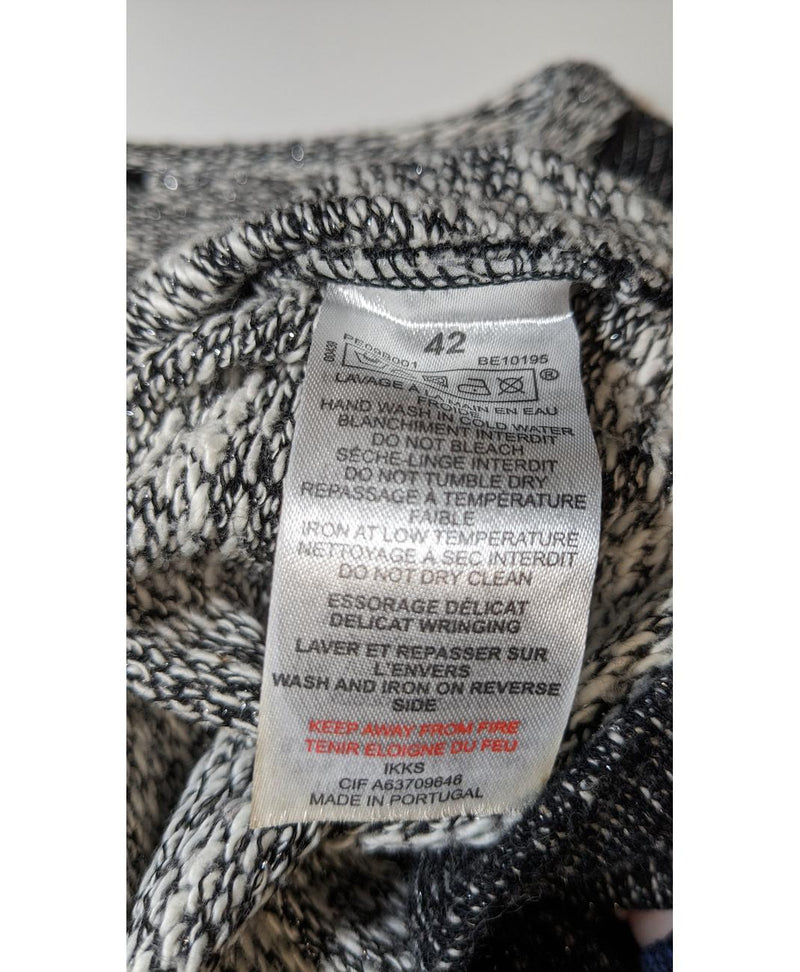 42
BE10195
®
LAVAGE A LA MAIN EN EAU
FROIDE
HAND WASH IN COLD WATER
BLANCHIMENT INTERDIT
DO NOT BLEACH
SÉCHE-LINGE INTERDIT
DO NOT TUMBLE DRY
REPASSAGE À TEMPÉRATURE
FAIBLE
IRON AT LOW TEMPERATURE
NETTOYAGE À SEC INTERDIT
DO NOT DRY CLEAN
ESSORAGE DÉLICAT
DELICAT WRINGING
LAVER ET REPASSER SUR
L'ENVERS
WASH AND IRON ON REVERSE
SIDE
KEEP AWAY FROM FIRE
TENIR ELOIGNE DU FEU
IKKS
CIF A63709646
MADE IN PORTUGAL